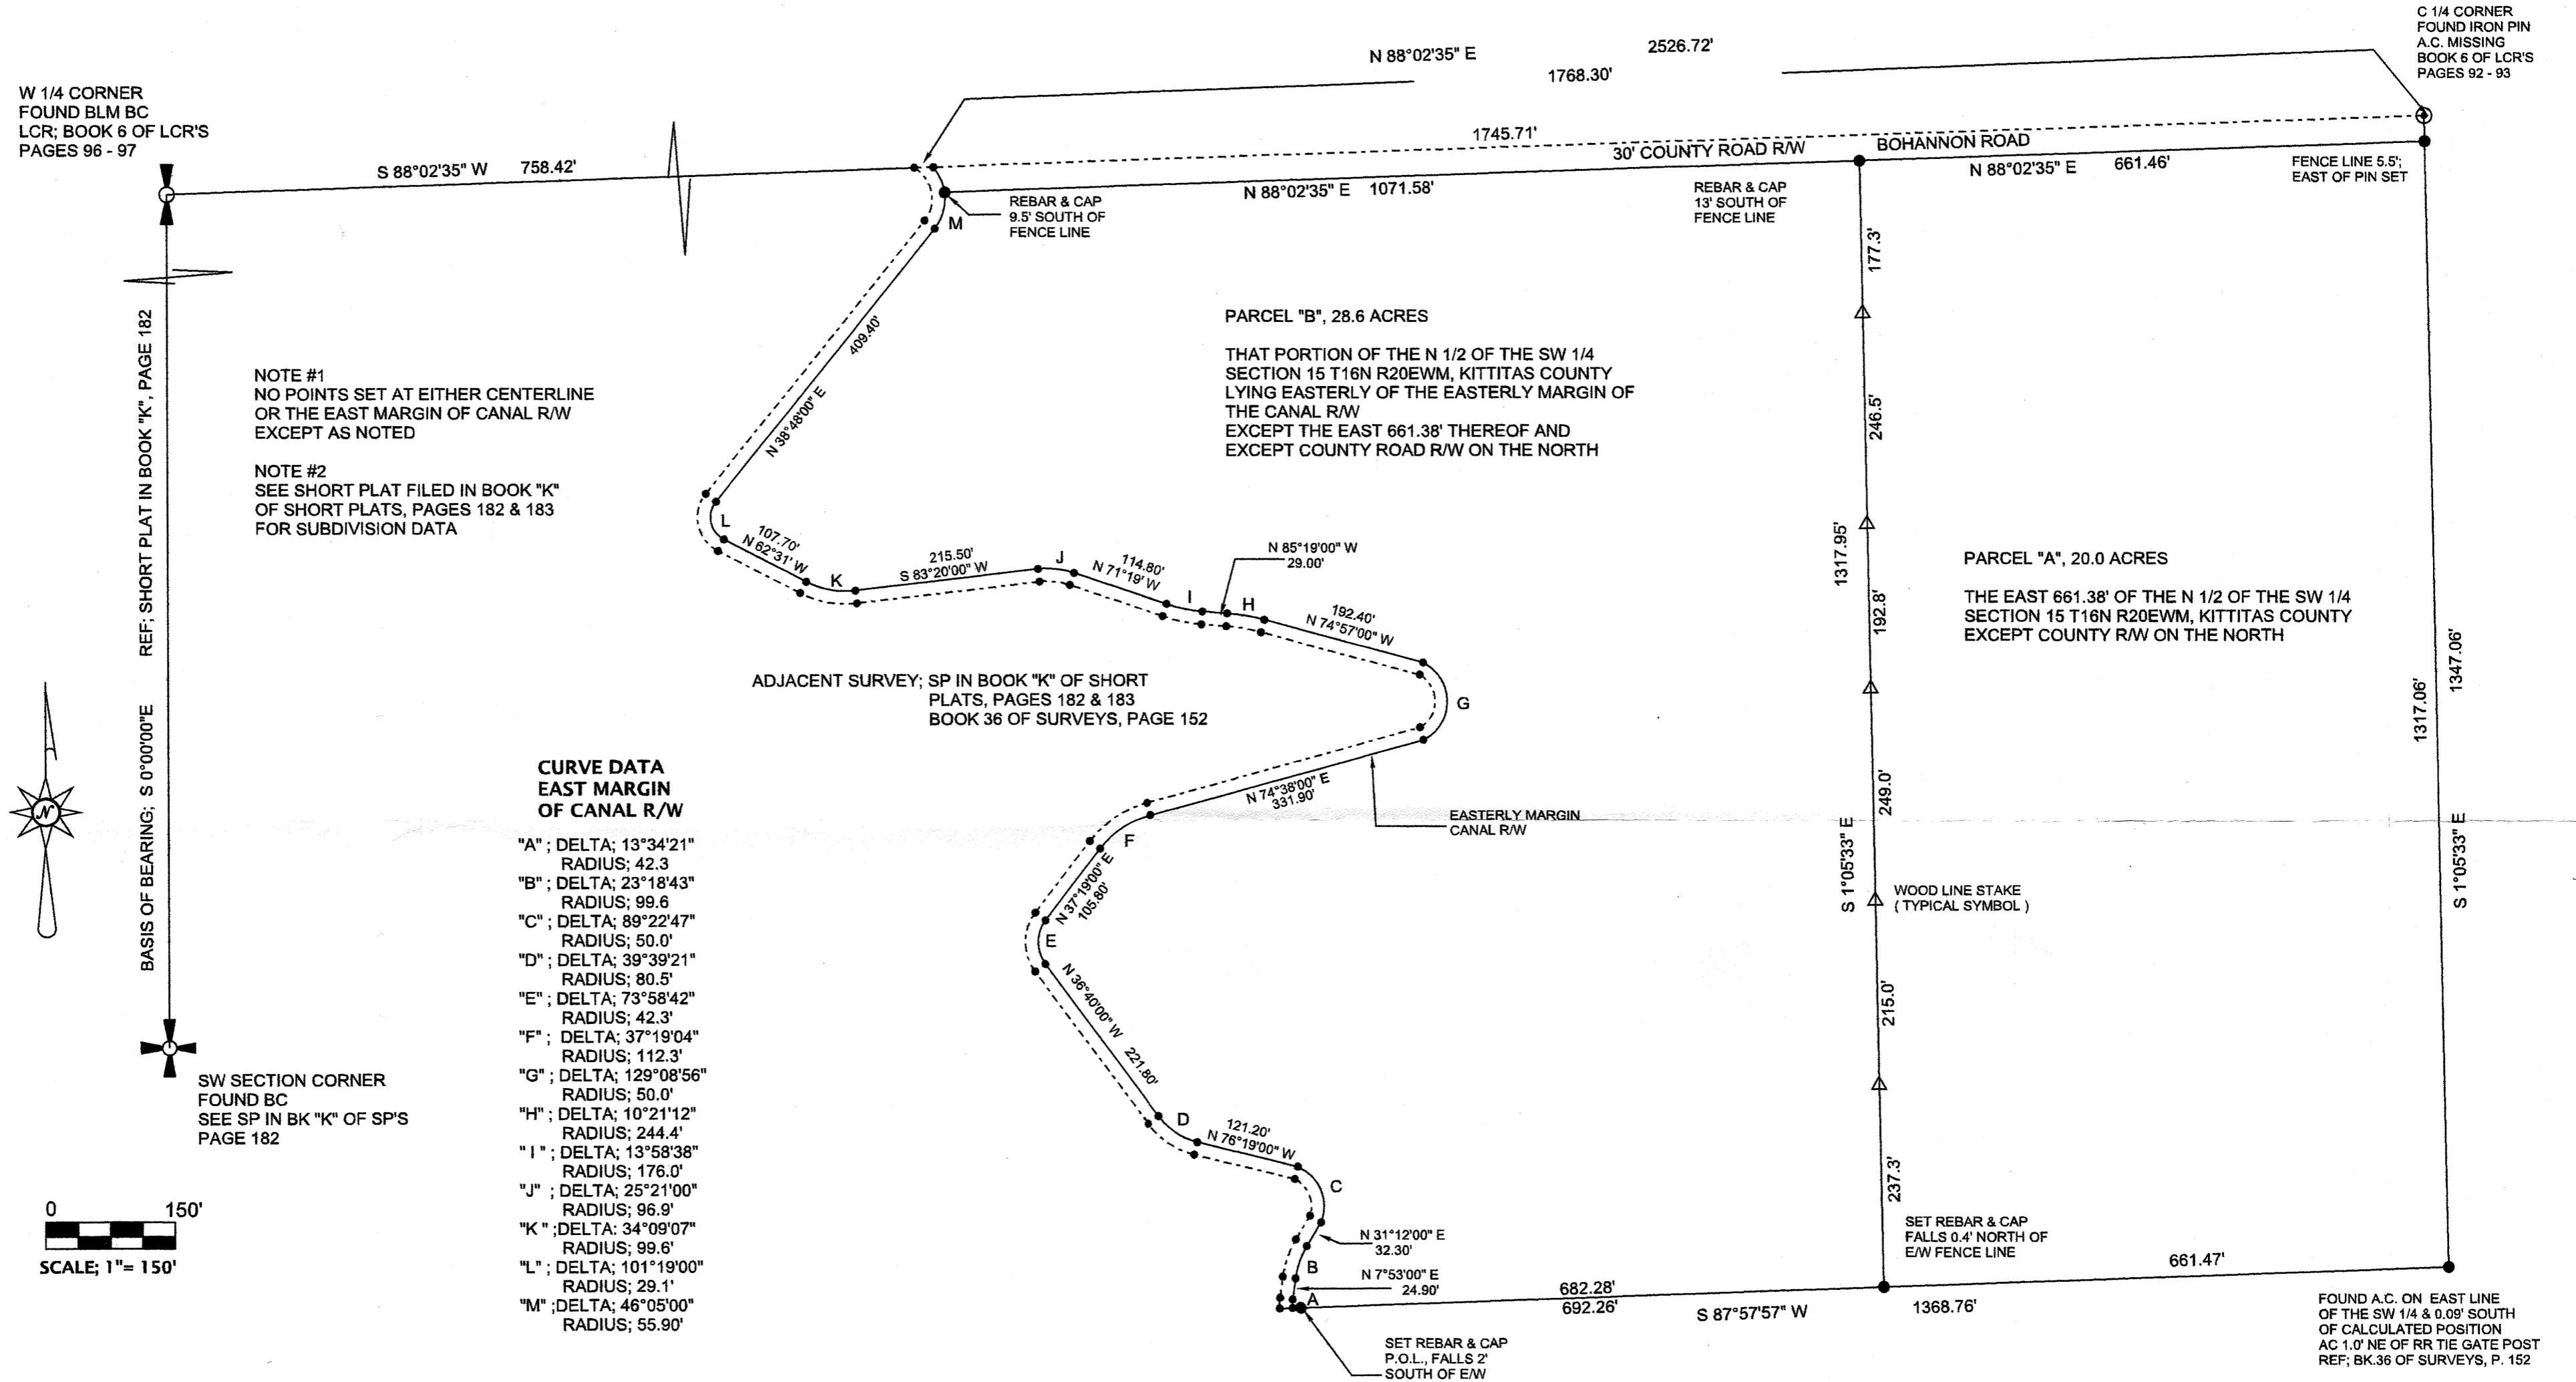 C 1/4 CORNER
FOUND IRON PIN
A.C. MISSING
BOOK 6 OF LCR'S
PAGES 92 - 93
N 88°02'35" E 2526.72'
1768.30'
W 1/4 CORNER
FOUND BLM BC
LCR; BOOK 6 OF LCR'S
PAGES 96 - 97
S 88°02'35" W 758.42'
1745.71'
30' COUNTY ROAD R/W
BOHANNON ROAD
N 88°02'35" E 1071.58'
N 88°02'35" E 661.46'
FENCE LINE 5.5';
EAST OF PIN SET
REBAR & CAP
9.5' SOUTH OF
FENCE LINE
REBAR & CAP
13' SOUTH OF
FENCE LINE
M
409.40'
N 38°48'00" E
177.3'
246.5'
1317.95'
192.8'
249.0'
S 1°05'33" E
215.0'
237.3'
BASIS OF BEARING; S 0°00'00"E REF; SHORT PLAT IN BOOK "K", PAGE 182
NOTE #1
NO POINTS SET AT EITHER CENTERLINE
OR THE EAST MARGIN OF CANAL R/W
EXCEPT AS NOTED
NOTE #2
SEE SHORT PLAT FILED IN BOOK "K"
OF SHORT PLATS, PAGES 182 & 183
FOR SUBDIVISION DATA
PARCEL "B", 28.6 ACRES
THAT PORTION OF THE N 1/2 OF THE SW 1/4
SECTION 15 T16N R20EWM, KITTITAS COUNTY
LYING EASTERLY OF THE EASTERLY MARGIN OF
THE CANAL R/W
EXCEPT THE EAST 661.38' THEREOF AND
EXCEPT COUNTY ROAD R/W ON THE NORTH
PARCEL "A", 20.0 ACRES
THE EAST 661.38' OF THE N 1/2 OF THE SW 1/4
SECTION 15 T16N R20EWM, KITTITAS COUNTY
EXCEPT COUNTY R/W ON THE NORTH
1347.06'
1317.06'
S 1°05'33" E
L
107.70'
N 62°31' W
K
215.50'
S 83°20'00" W
J
114.80'
N 71°19' W
I
N 85°19'00" W
29.00'
H
192.40'
N 74°57'00" W
G
ADJACENT SURVEY; SP IN BOOK "K" OF SHORT
PLATS, PAGES 182 & 183
BOOK 36 OF SURVEYS, PAGE 152
N 74°38'00" E
331.90'
EASTERLY MARGIN
CANAL R/W
F
N 37°19'00" E
105.80'
E
N 36°40'00" W 221.80'
D
121.20'
N 76°19'00" W
C
N 31°12'00" E
32.30'
B
N 7°53'00" E
24.90'
A
WOOD LINE STAKE
( TYPICAL SYMBOL )
N
CURVE DATA
EAST MARGIN
OF CANAL R/W
"A" ; DELTA; 13°34'21"
RADIUS; 42.3
"B" ; DELTA; 23°18'43"
RADIUS; 99.6
"C" ; DELTA; 89°22'47"
RADIUS; 50.0'
"D" ; DELTA; 39°39'21"
RADIUS; 80.5'
"E" ; DELTA; 73°58'42"
RADIUS; 42.3'
"F" ; DELTA; 37°19'04"
RADIUS; 112.3'
"G" ; DELTA; 129°08'56"
RADIUS; 50.0'
"H" ; DELTA; 10°21'12"
RADIUS; 244.4'
" I " ; DELTA; 13°58'38"
RADIUS; 176.0'
"J" ; DELTA; 25°21'00"
RADIUS; 96.9'
"K " ;DELTA: 34°09'07"
RADIUS; 99.6'
"L" ; DELTA; 101°19'00"
RADIUS; 29.1'
"M" ;DELTA; 46°05'00"
RADIUS; 55.90'
SW SECTION CORNER
FOUND BC
SEE SP IN BK "K" OF SP'S
PAGE 182
0 150'
SCALE; 1"= 150'
SET REBAR & CAP
FALLS 0.4' NORTH OF
E/W FENCE LINE
661.47'
682.28'
692.26' S 87°57'57" W 1368.76'
SET REBAR & CAP
P.O.L., FALLS 2'
SOUTH OF E/W
FOUND A.C. ON EAST LINE
OF THE SW 1/4 & 0.09' SOUTH
OF CALCULATED POSITION
AC 1.0' NE OF RR TIE GATE POST
REF; BK.36 OF SURVEYS, P. 152